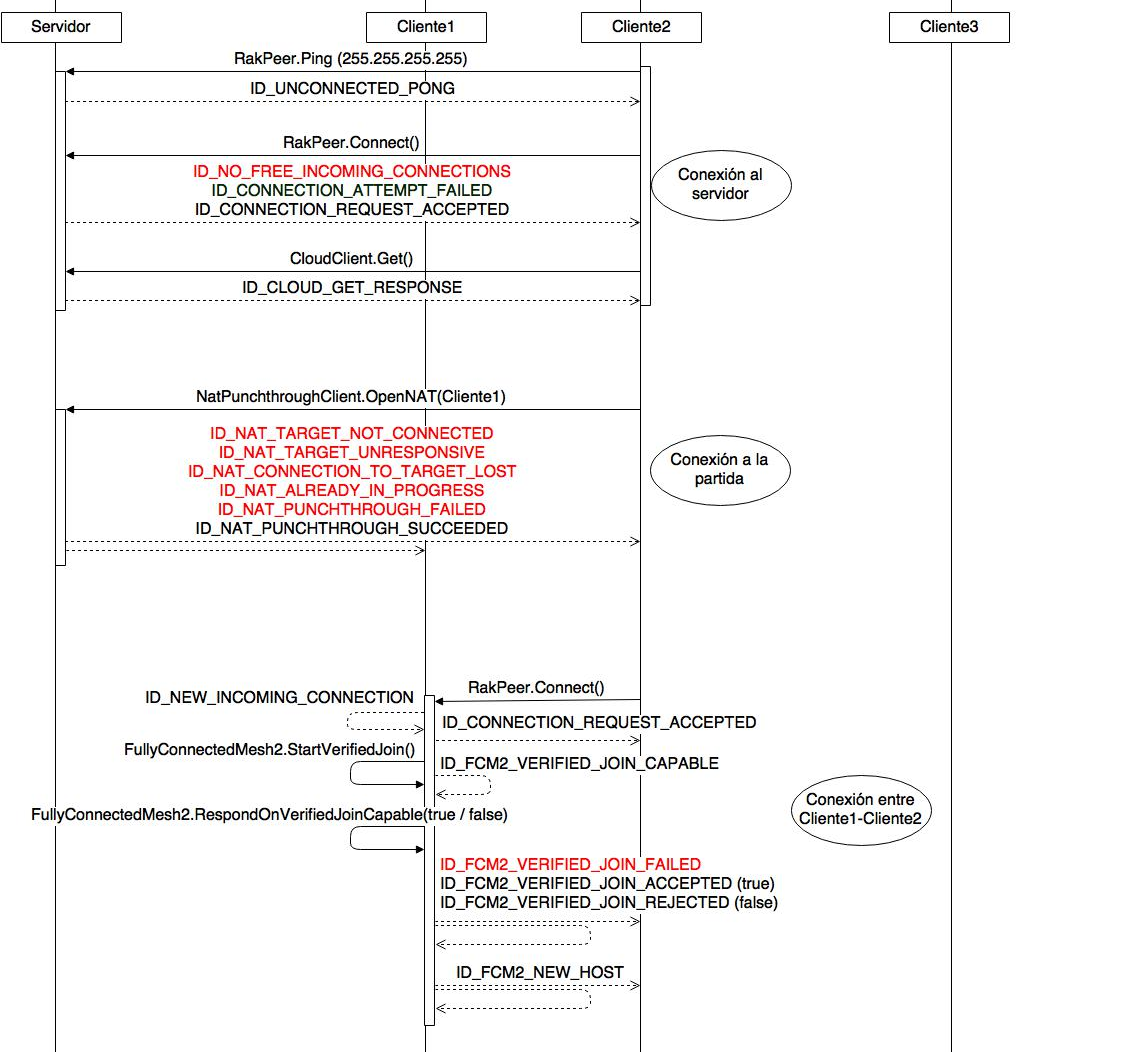 Servidor
Cliente1
Cliente2
Cliente3
RakPeer.Ping (255.255.255.255)
ID_UNCONNECTED_PONG
RakPeer.Connect()
ID_NO_FREE_INCOMING_CONNECTIONS
ID_CONNECTION_ATTEMPT_FAILED
ID_CONNECTION_REQUEST_ACCEPTED
Conexión al
servidor
CloudClient.Get()
ID_CLOUD_GET_RESPONSE
NatPunchthroughClient.OpenNAT(Cliente1)
ID_NAT_TARGET_NOT_CONNECTED
ID_NAT_TARGET_UNRESPONSIVE
ID_NAT_CONNECTION_TO_TARGET_LOST
ID_NAT_ALREADY_IN_PROGRESS
ID_NAT_PUNCHTHROUGH_FAILED
ID_NAT_PUNCHTHROUGH_SUCCEEDED
Conexión a la
partida
RakPeer.Connect()
ID_NEW_INCOMING_CONNECTION
ID_CONNECTION_REQUEST_ACCEPTED
FullyConnectedMesh2.StartVerifiedJoin()
ID_FCM2_VERIFIED_JOIN_CAPABLE
Conexión entre
Cliente1-Cliente2
FullyConnectedMesh2.RespondOnVerifiedJoinCapable(true / false)
ID_FCM2_VERIFIED_JOIN_FAILED
ID_FCM2_VERIFIED_JOIN_ACCEPTED (true)
ID_FCM2_VERIFIED_JOIN_REJECTED (false)
ID_FCM2_NEW_HOST